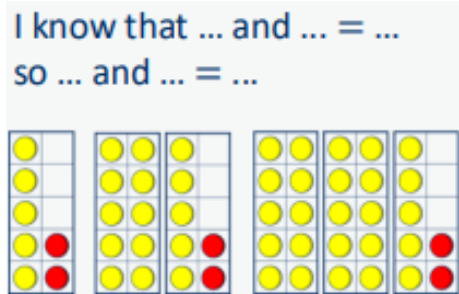 I know that ... and ... = ...
so ... and ... = ...